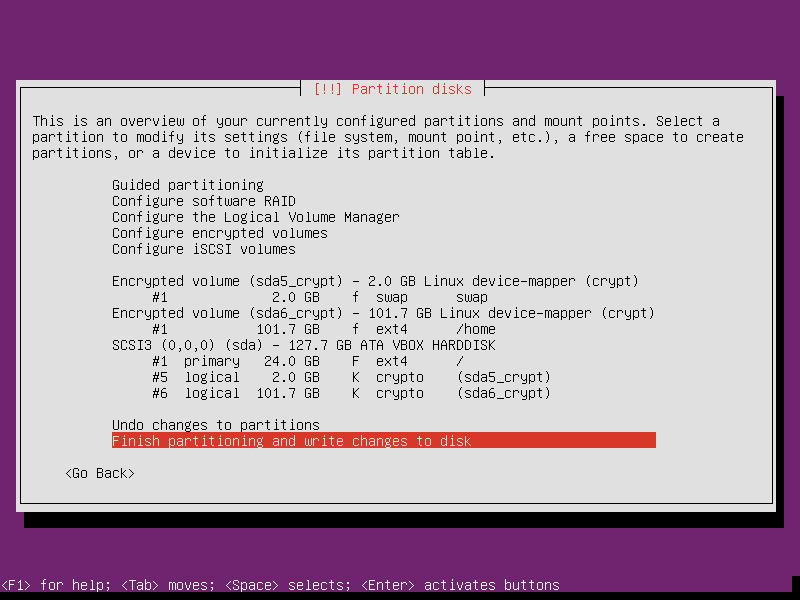 [!!] Partition disks
This is an overview of your currently configured partitions and mount points. Select a
partition to modify its settings (file system, mount point, etc.), a free space to create
partitions, or a device to initialize its partition table.
Guided partitioning
Configure software RAID
Configure the Logical Volume Manager
Configure encrypted volumes
Configure iSCSI volumes
Encrypted volume (sda5_crypt) - 2.0 GB Linux device-mapper (crypt)
#1 2.0 GB f swap swap
Encrypted volume (sda6_crypt) - 101.7 GB Linux device-mapper (crypt)
#1 101.7 GB f ext4 /home
SCSI3 (0,0,0) (sda) - 127.7 GB ATA VBOX HARDDISK
#1 primary 24.0 GB F ext4 /
#5 logical 2.0 GB K crypto (sda5_crypt)
#6 logical 101.7 GB K crypto (sda6_crypt)
Undo changes to partitions
Finish partitioning and write changes to disk
<Go Back>
<F1> for help; <Tab> moves; <Space> selects; <Enter> activates buttons